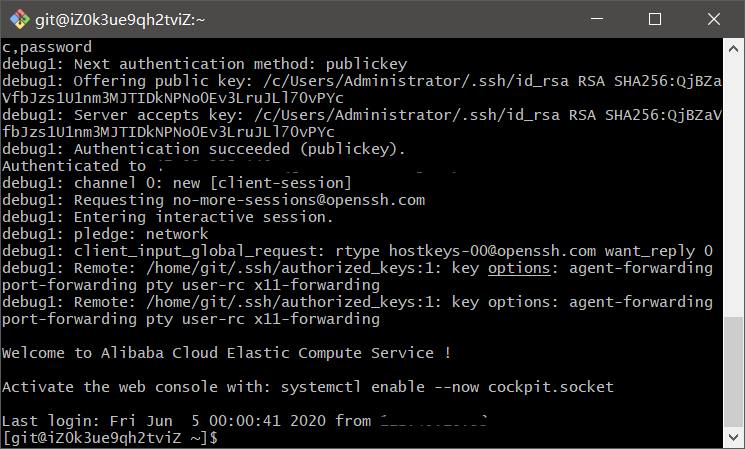 git@iZ0k3ue9qh2tviZ:~
c,password
debug1: Next authentication method: publickey
debug1: Offering public key: /c/Users/Administrator/.ssh/id_rsa RSA SHA256:QjBZa
VfbJzs1U1nm3MJTIDkNPNoOEv3LruJLl7OvPYc
debug1: Server accepts key: /c/Users/Administrator/.ssh/id_rsa RSA SHA256:QjBZaV
fbJzs1U1nm3MJTIDkNPNoOEv3LruJLl7OvPYc
debug1: Authentication succeeded (publickey).
Authenticated to
debug1: channel 0: new [client-session]
debug1: Requesting no-more-sessions@openssh.com
debug1: Entering interactive session.
debug1: pledge: network
debug1: client_input_global_request: rtype hostkeys-00@openssh.com want_reply 0
debug1: Remote: /home/git/.ssh/authorized_keys:1: key options: agent-forwarding
port-forwarding pty user-rc x11-forwarding
debug1: Remote: /home/git/.ssh/authorized_keys:1: key options: agent-forwarding
port-forwarding pty user-rc x11-forwarding
Welcome to Alibaba Cloud Elastic Compute Service !
Activate the web console with: systemctl enable --now cockpit.socket
Last login: Fri Jun  5 00:00:41 2020 from
[git@iZ0k3ue9qh2tviZ ~]$